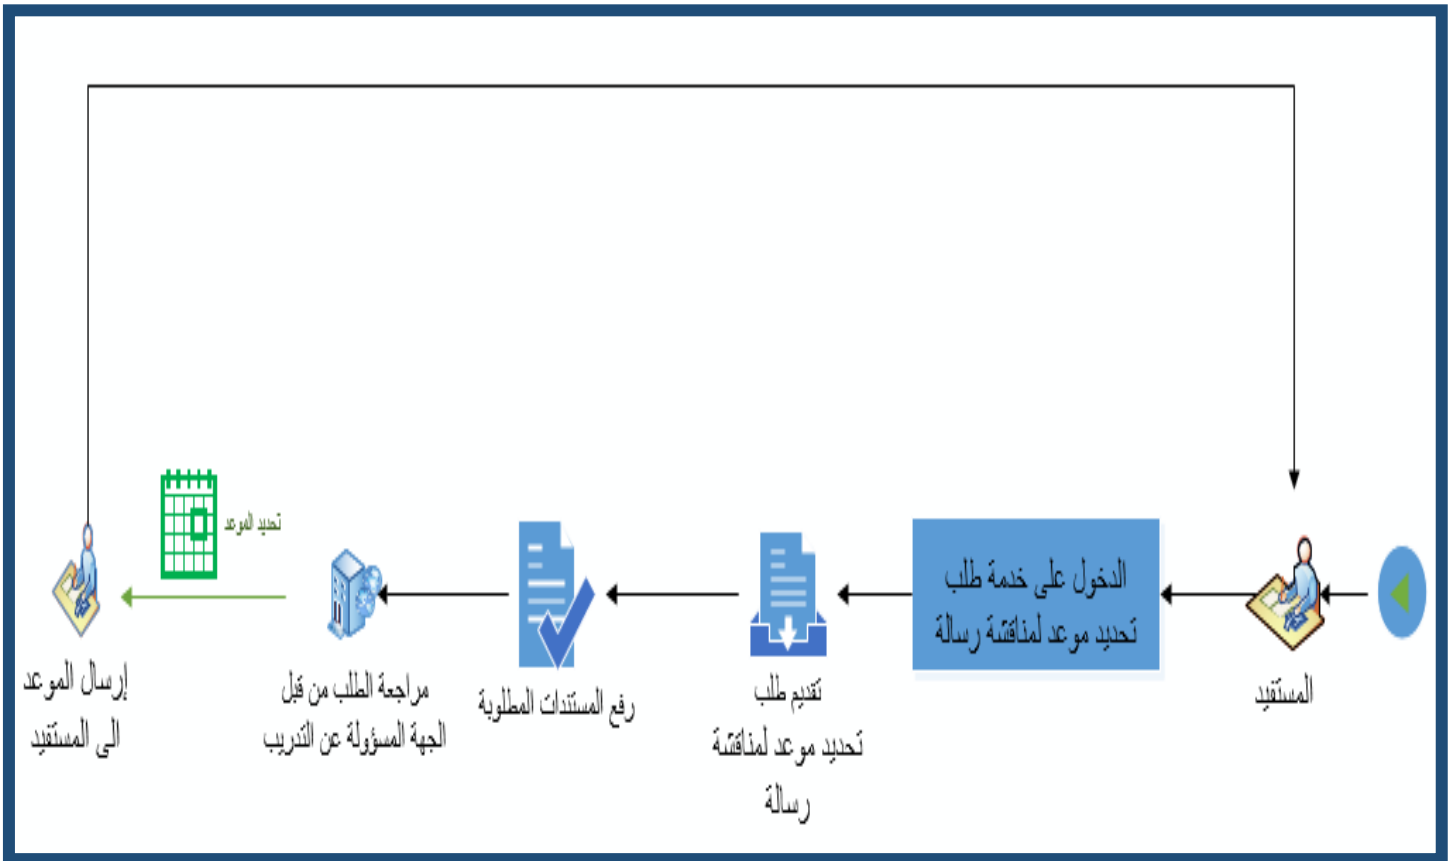 المستفيد
الدخول على خدمة طلب
تحديد موعد لمناقشة رسالة
تقديم طلب
تحديد موعد لمناقشة
رسالة
رفع المستندات المطلوبة
مراجعة الطلب من قبل
الجهة المسؤولة عن التدريب
تحديد الموعد
إرسال الموعد
الى المستفيد